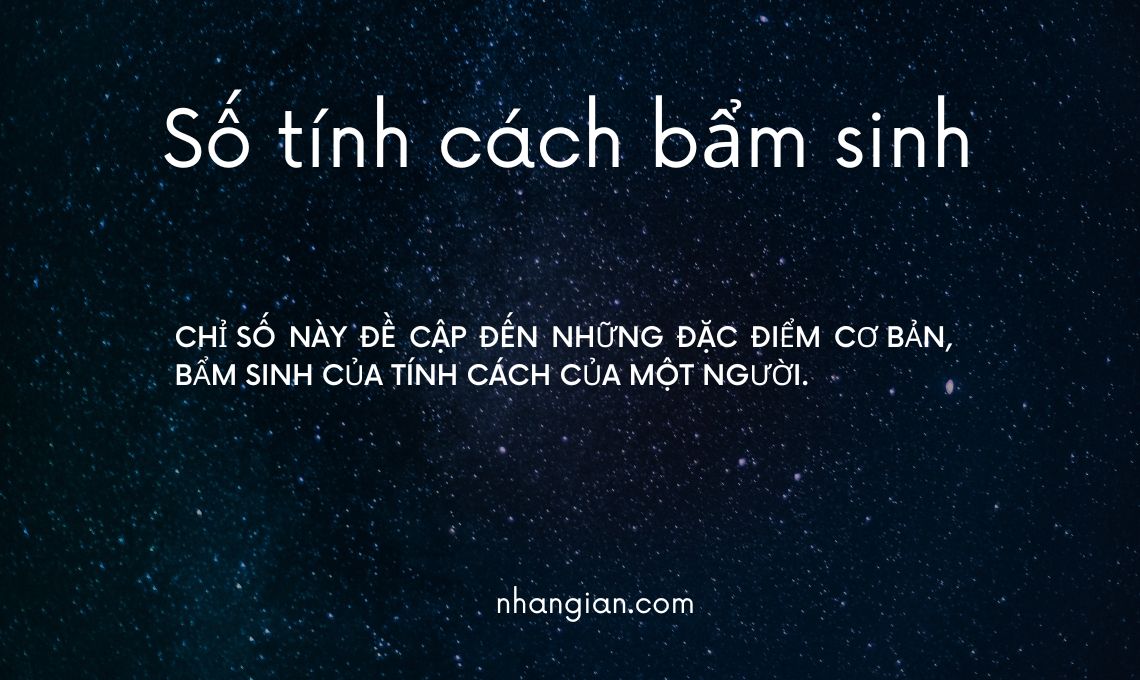 Số tính cách bẩm sinh
CHỈ SỐ NÀY ĐỀ CẬP ĐẾN NHỮNG ĐẶC ĐIỂM CƠ BẢN,
BẨM SINH CỦA TÍNH CÁCH CỦA MỘT NGƯỜI.
nhangian.com